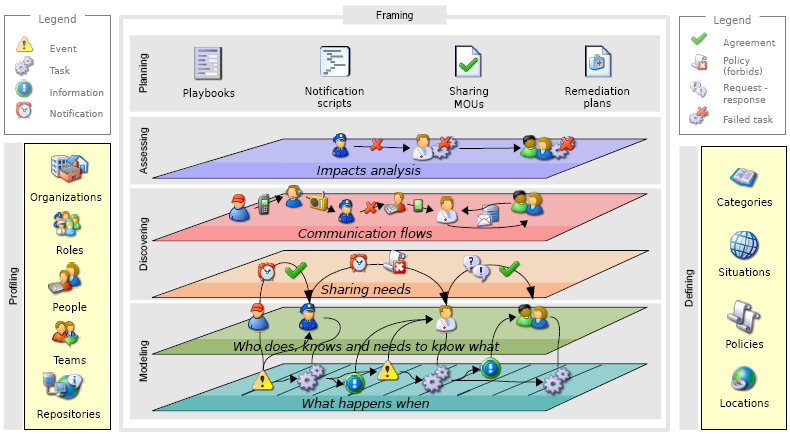 Framing
Legend
Event
Task
Information
Notification
Legend
Agreement
Policy
(forbids)
Request -
response
Failed task
Profiling
Organizations
Roles
People
Teams
Repositories
Planning
Playbooks
Notification
scripts
Sharing
MOUs
Remediation
plans
Assessing
Impacts analysis
Discovering
Communication flows
Sharing needs
Modeling
Who does, knows and needs to know what
What happens when
Defining
Categories
Situations
Policies
Locations